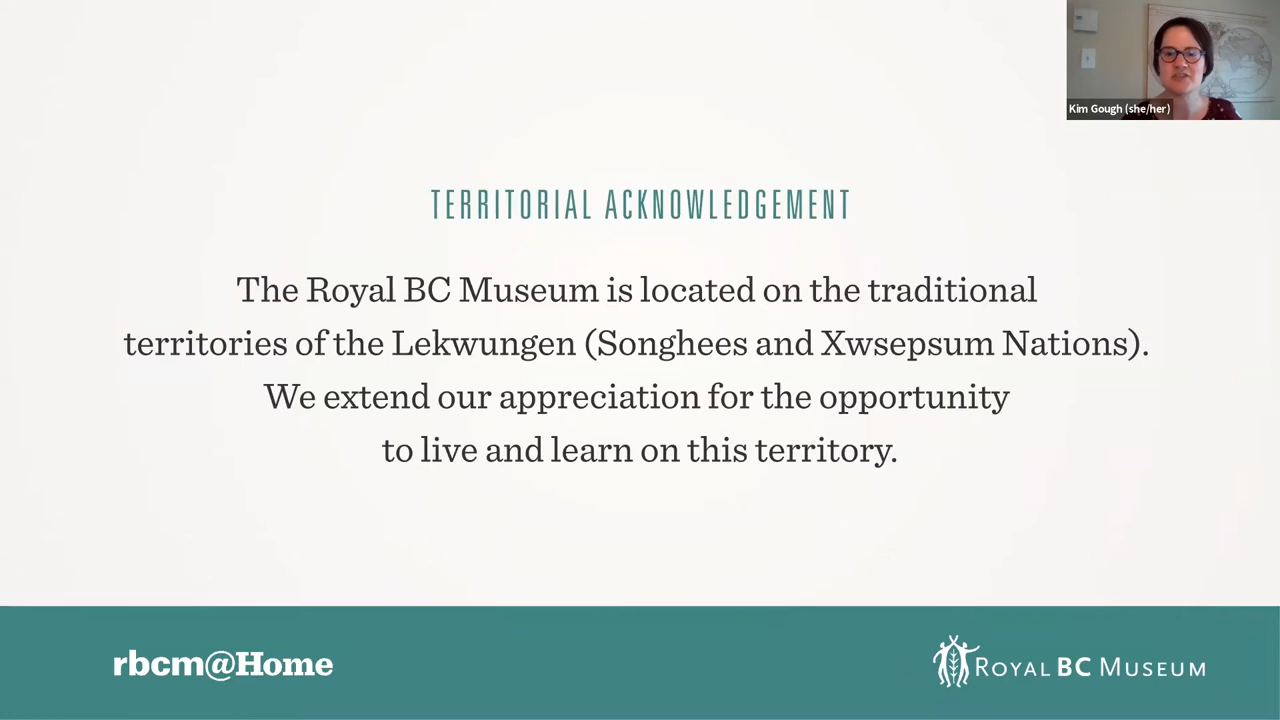 Kim Gough (she/her)
TERRITORIAL ACKNOWLEDGEMENT
The Royal BC Museum is located on the traditional
territories of the Lekwungen (Songhees and Xwsepsum Nations).
We extend our appreciation for the opportunity
to live and learn on this territory.
rbcm@Home
ROYAL BC MUSEUM